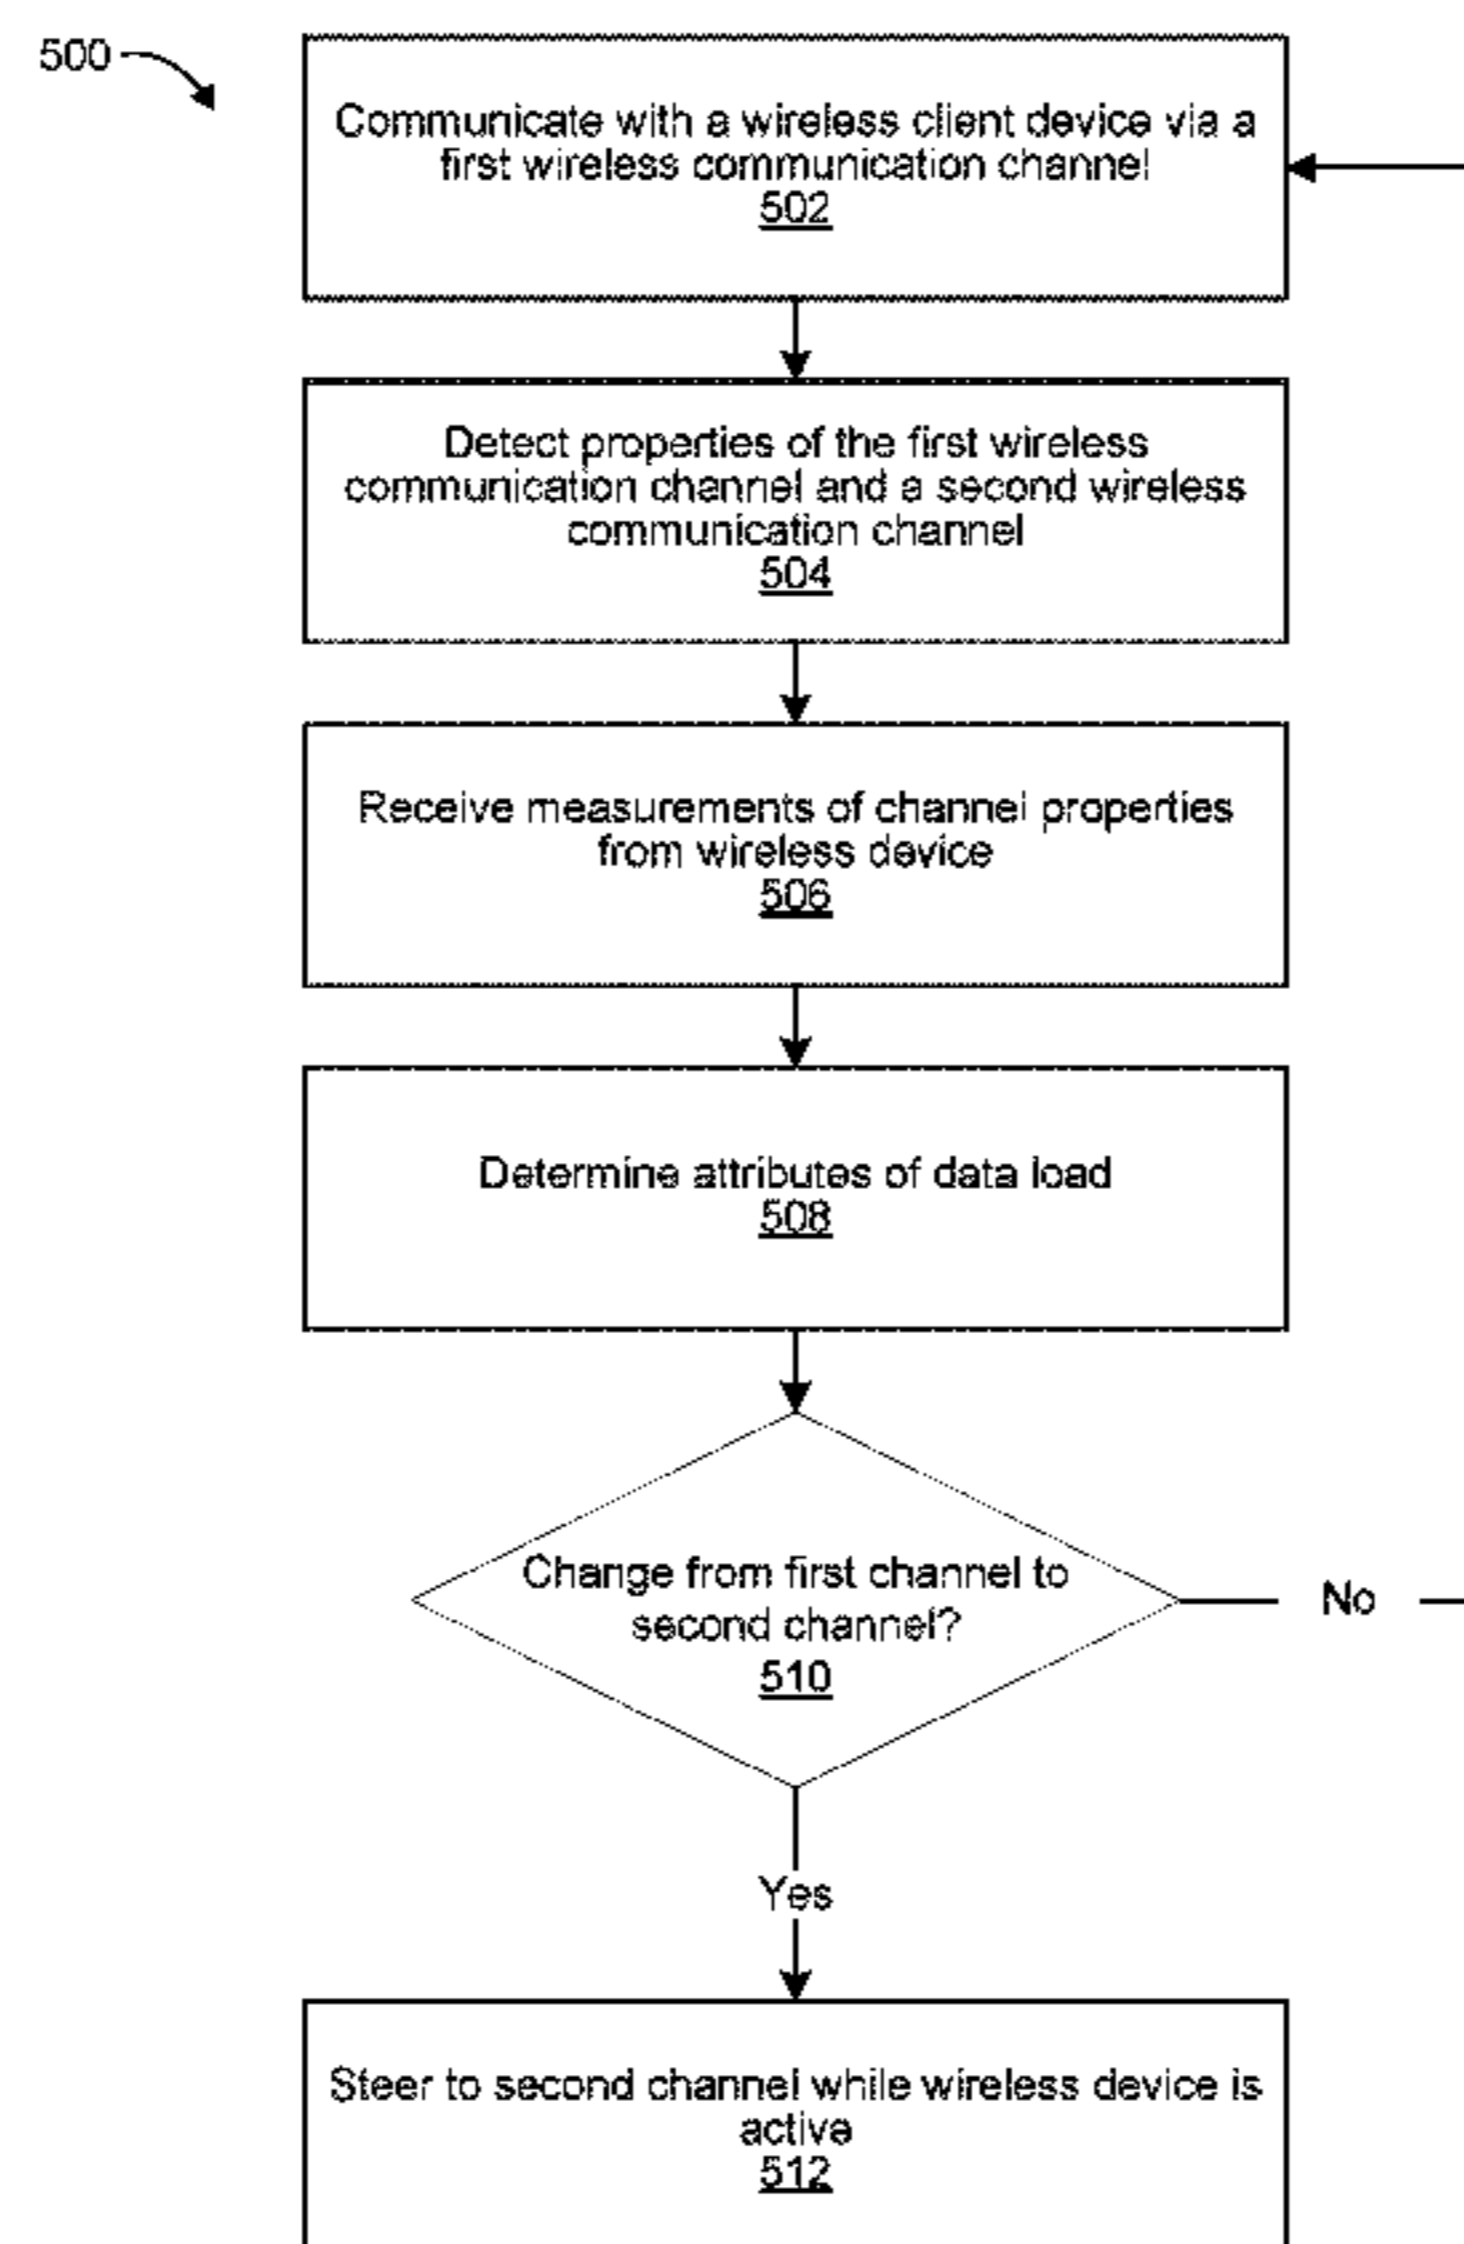 500
Communicate with a wireless client device via a
first wireless communication channel
502
Detect properties of the first wireless
communication channel and a second wireless
communication channel
504
Receive measurements of channel properties
from wireless device
506
Determine attributes of data load
508
Change from first channel to
second channel?
510
No
Yes
Steer to second channel while wireless device is
active
512